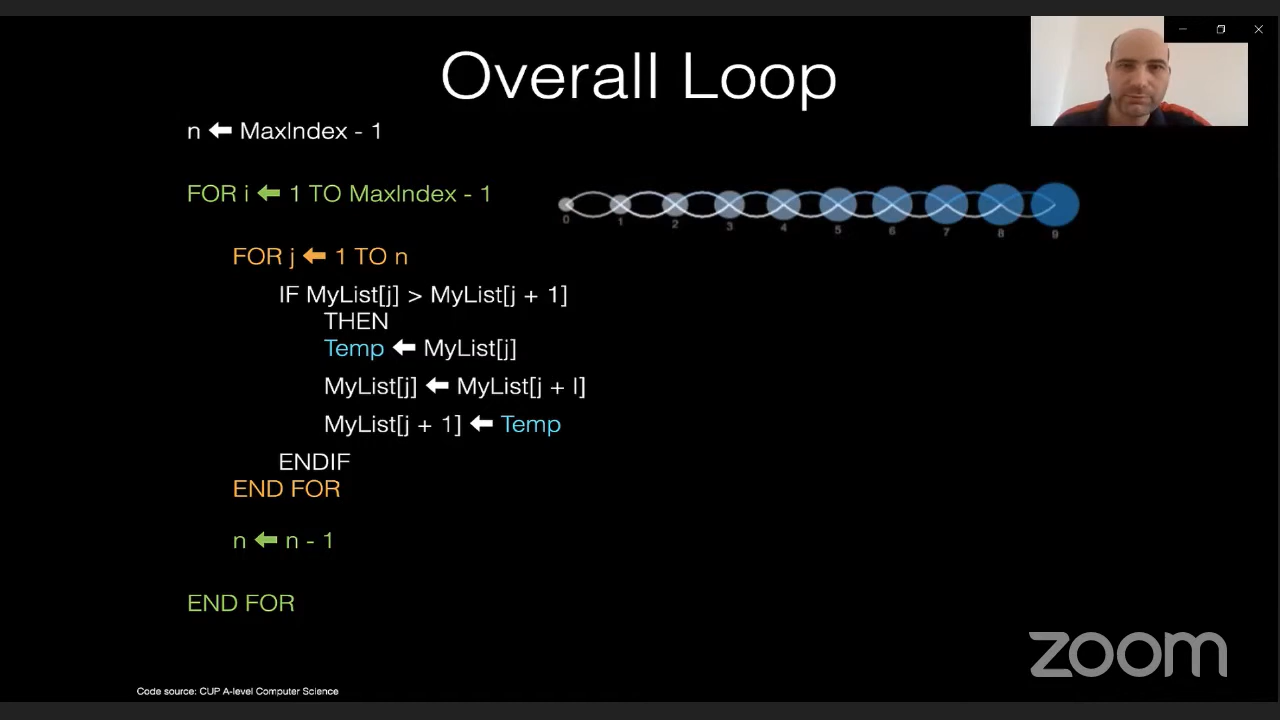 Overall Loop
n ⬅ MaxIndex - 1
FOR i ⬅ 1 TO MaxIndex - 1
0 1 2 3 4 5 6 7 8 9
FOR j ⬅ 1 TO n
IF MyList[j] > MyList[j + 1]
THEN
Temp ⬅ MyList[j]
MyList[j] ⬅ MyList[j + l]
MyList[j + 1] ⬅ Temp
ENDIF
END FOR
n ⬅ n - 1
END FOR
zoom
Code source: CUP A-level Computer Science